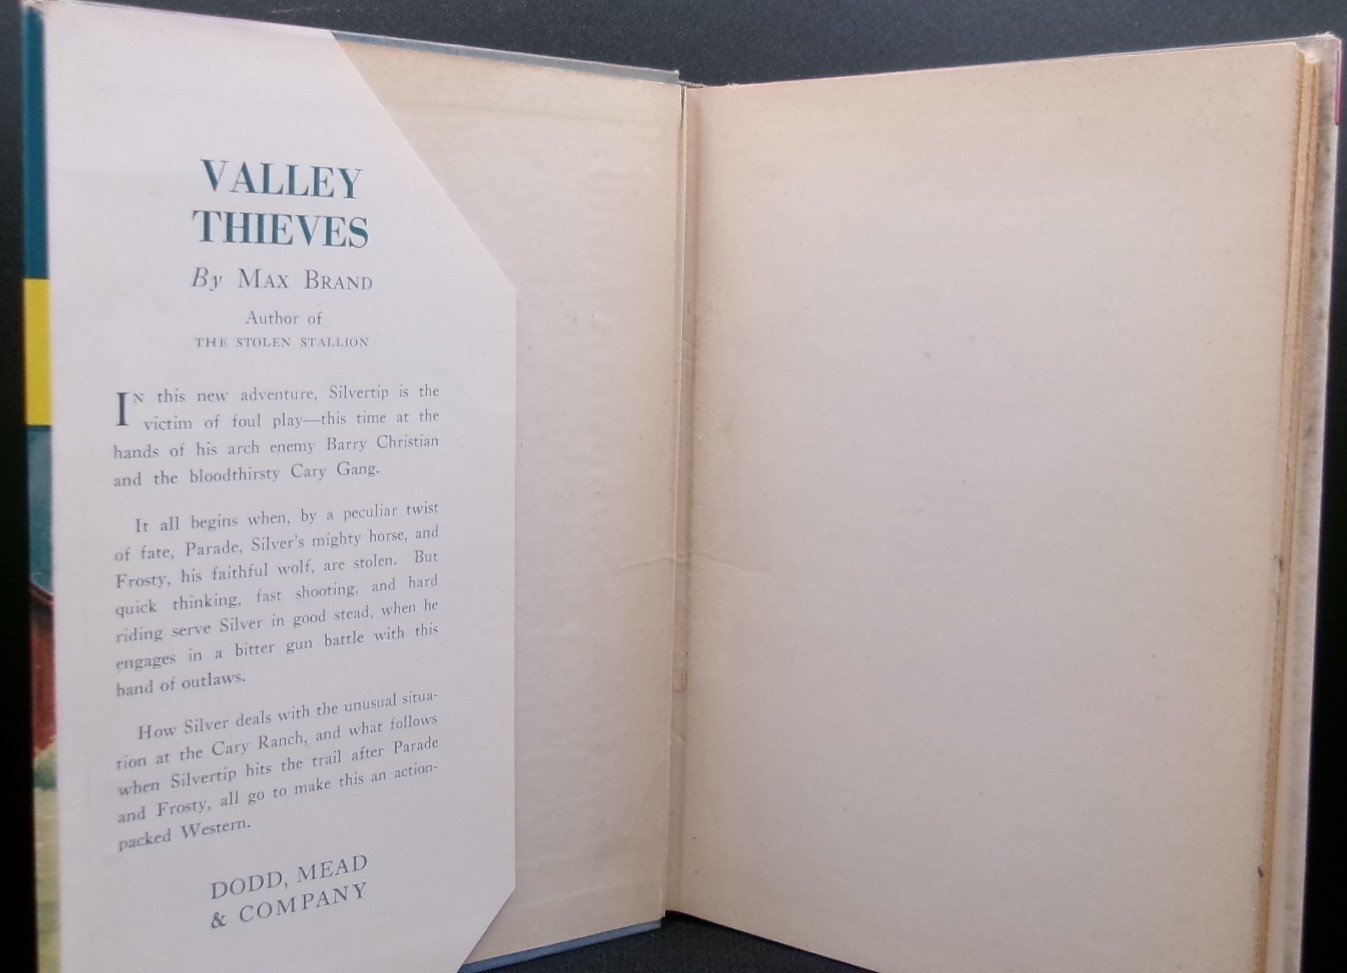 VALLEY
THIEVES
By MAX BRAND
Author of
THE STOLEN STALLION
IN this new adventure, Silvertip is the
victim of foul play—this time at the
hands of his arch enemy Barry Christian
and the bloodthirsty Cary Gang.
It all begins when, by a peculiar twist
of fate, Parade, Silver's mighty horse, and
Frosty, his faithful wolf, are stolen. But
quick thinking, fast shooting, and hard
riding serve Silver in good stead, when he
engages in a bitter gun battle with this
band of outlaws.
How Silver deals with the unusual situa-
tion at the Cary Ranch, and what follows
when Silvertip hits the trail after Parade
and Frosty, all go to make this an action-
packed Western.
DODD, MEAD
& COMPANY